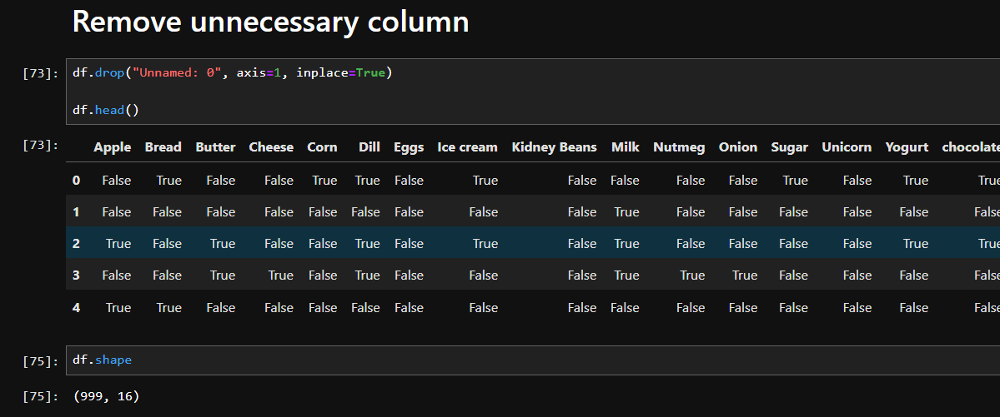 Remove unnecessary column
[73]: df.drop("Unnamed: 0", axis=1, inplace=True)
df.head()
[73]: Apple Bread Butter Cheese Corn Dill Eggs Ice cream Kidney Beans Milk Nutmeg Onion Sugar Unicorn Yogurt chocolate
0 False True False False True True False True False False False False True False True True
1 False False False False False False False False False True False False False False False False
2 True False True False False True False True False True False False False False True True
3 False False True True False True False False False True True True False False False False
4 True True False False False False False False False False False False False False False False
[75]: df.shape
[75]: (999, 16)